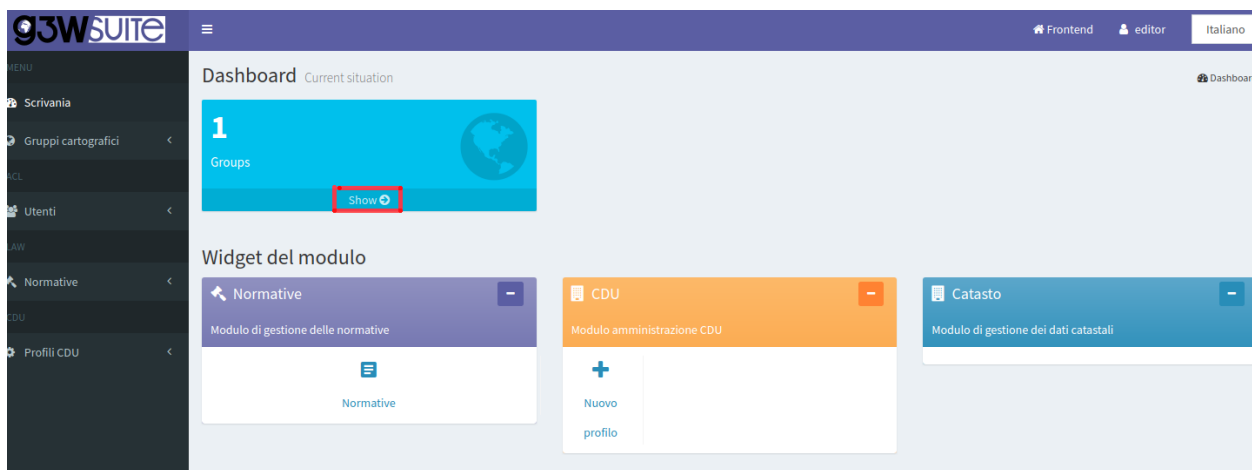 g3wsuite
Frontend
editor
Italiano
MENU
Scrivania
Gruppi cartografici
ACL
Utenti
LAW
Normative
CDU
Profili CDU
Dashboard Current situation
Dashboar
1
Groups
Show
Widget del modulo
Normative
Modulo di gestione delle normative
Normative
CDU
Modulo amministrazione CDU
Nuovo
profilo
Catasto
Modulo di gestione dei dati catastali